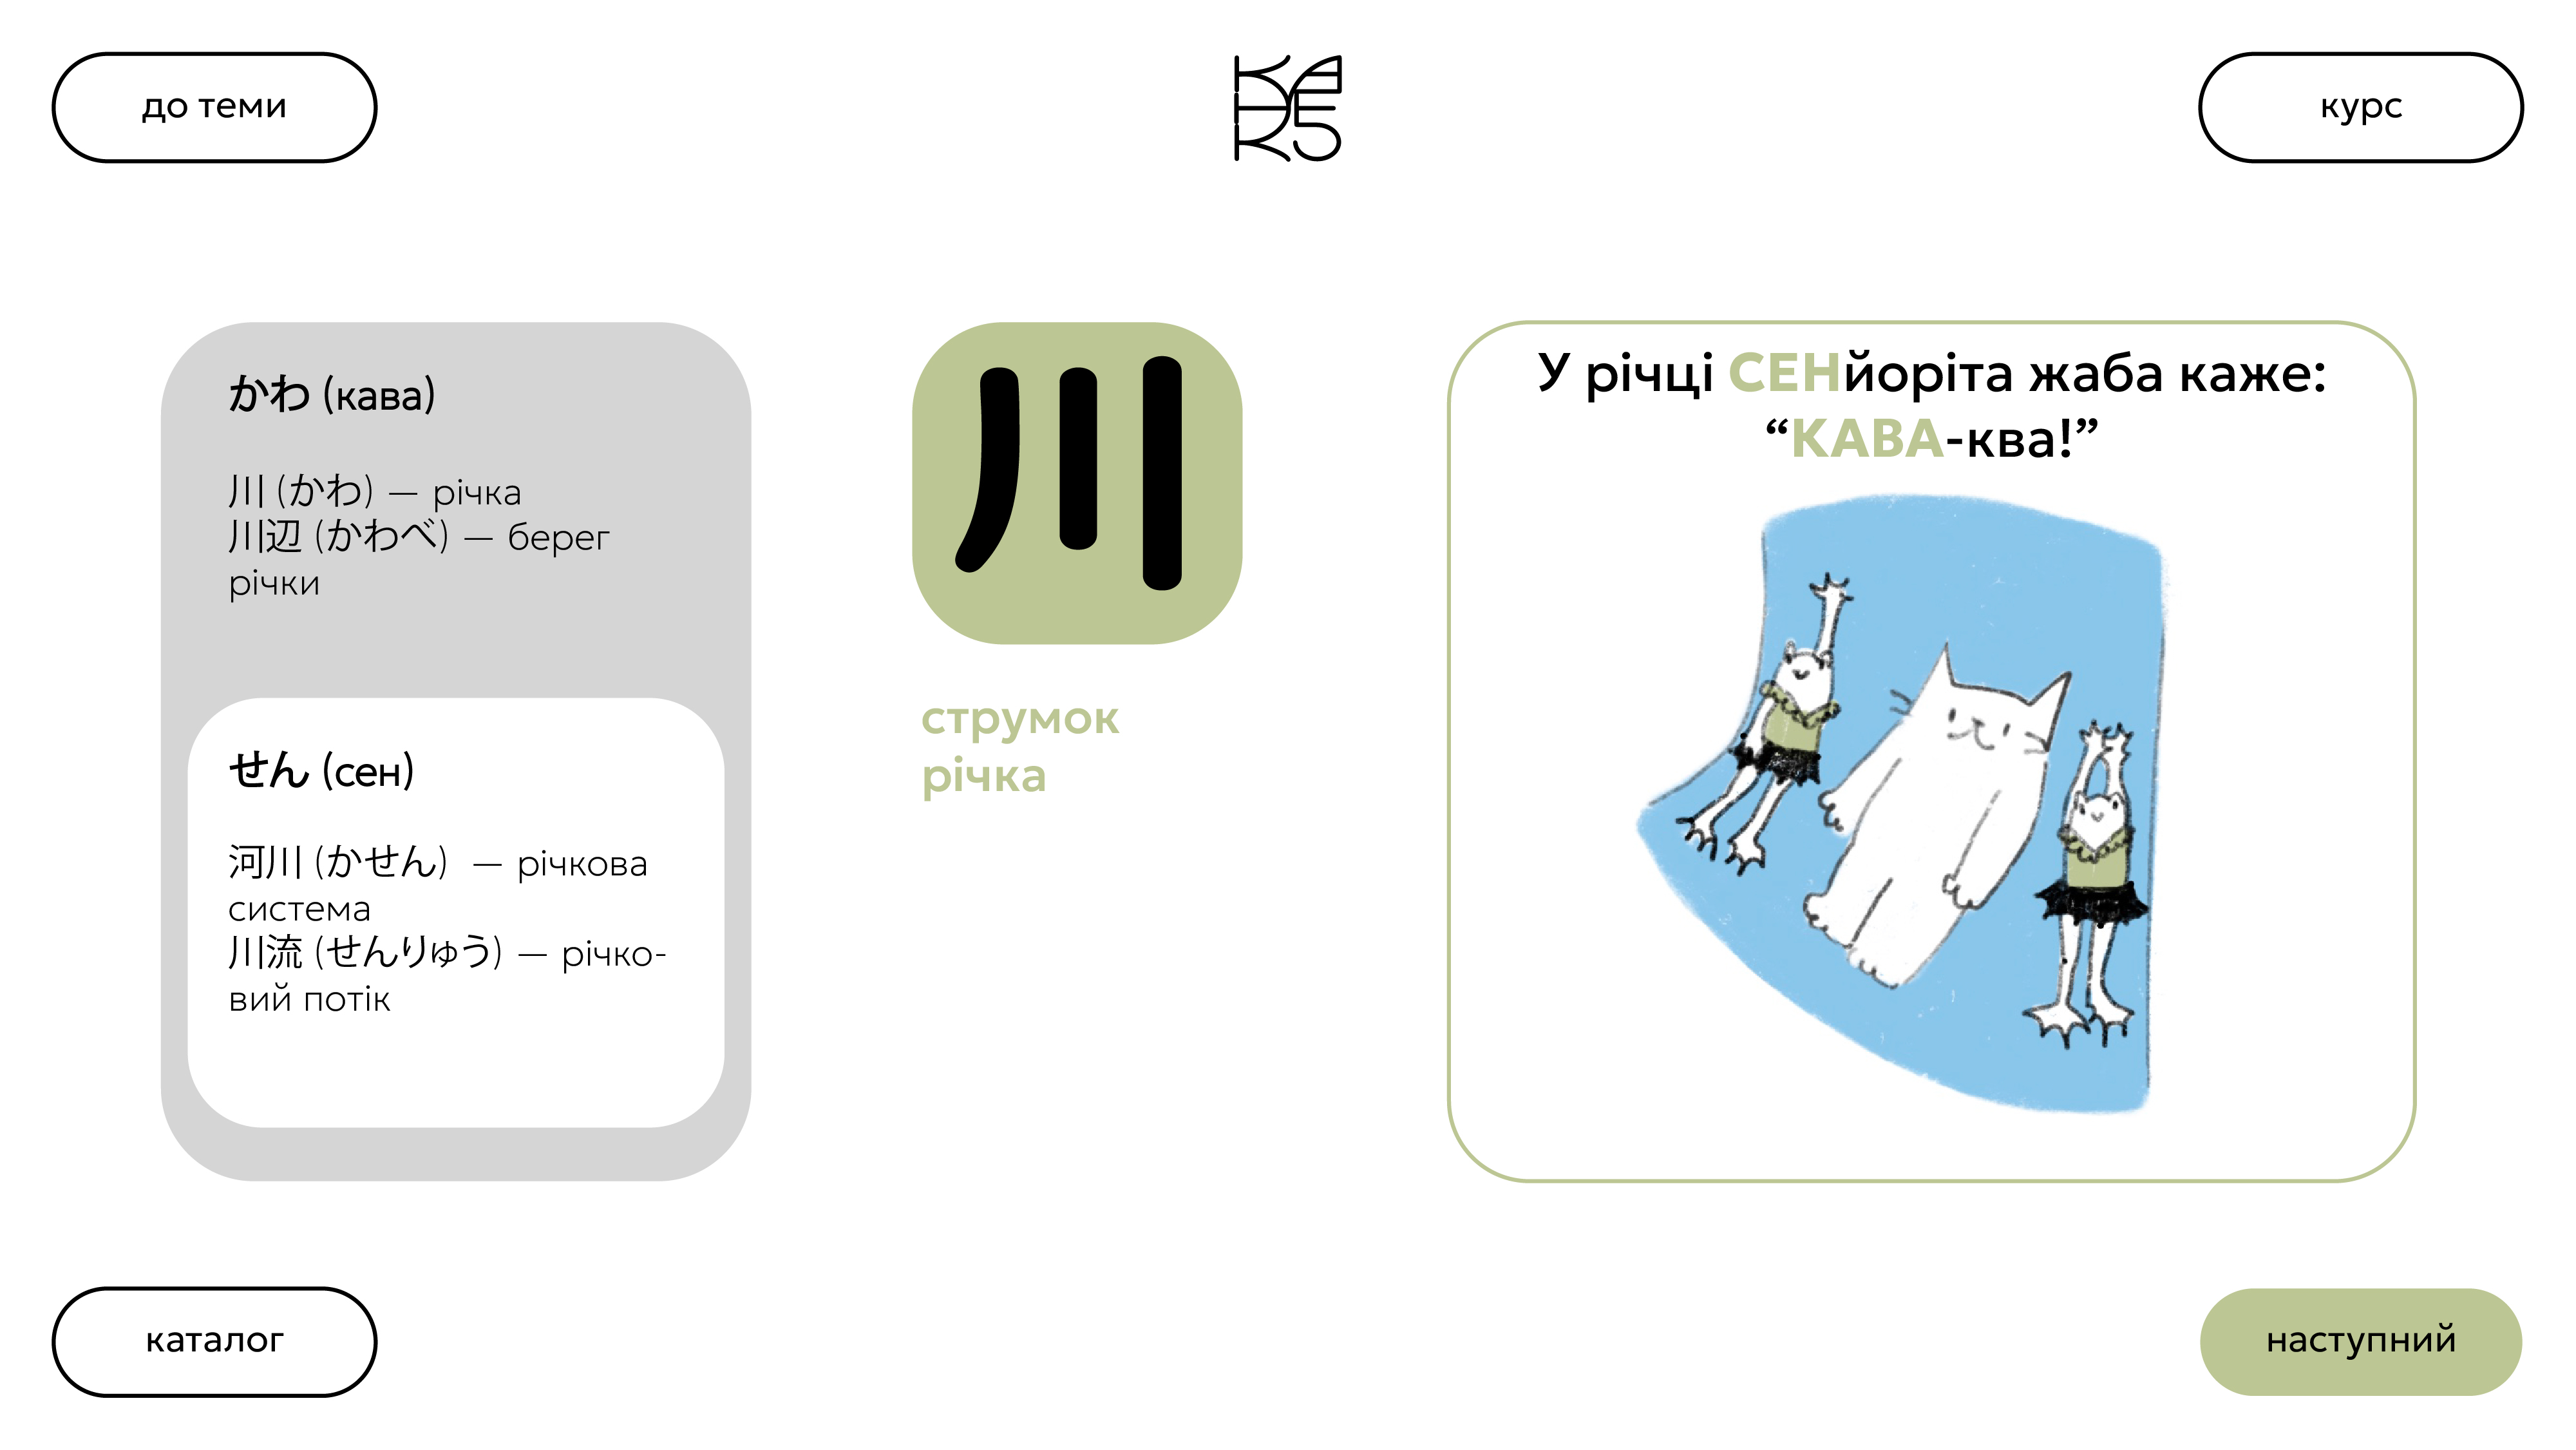 до теми
курс
かわ (кава)
川 (かわ) — річка
川辺 (かわべ) — берег
річки
せん (сен)
河川 (かせん) — річкова
система
川流 (せんりゅう) — річко-
вий потік
川
струмок
річка
У річці СЕНйоріта жаба каже:
“КАВА-ква!”
каталог
наступний